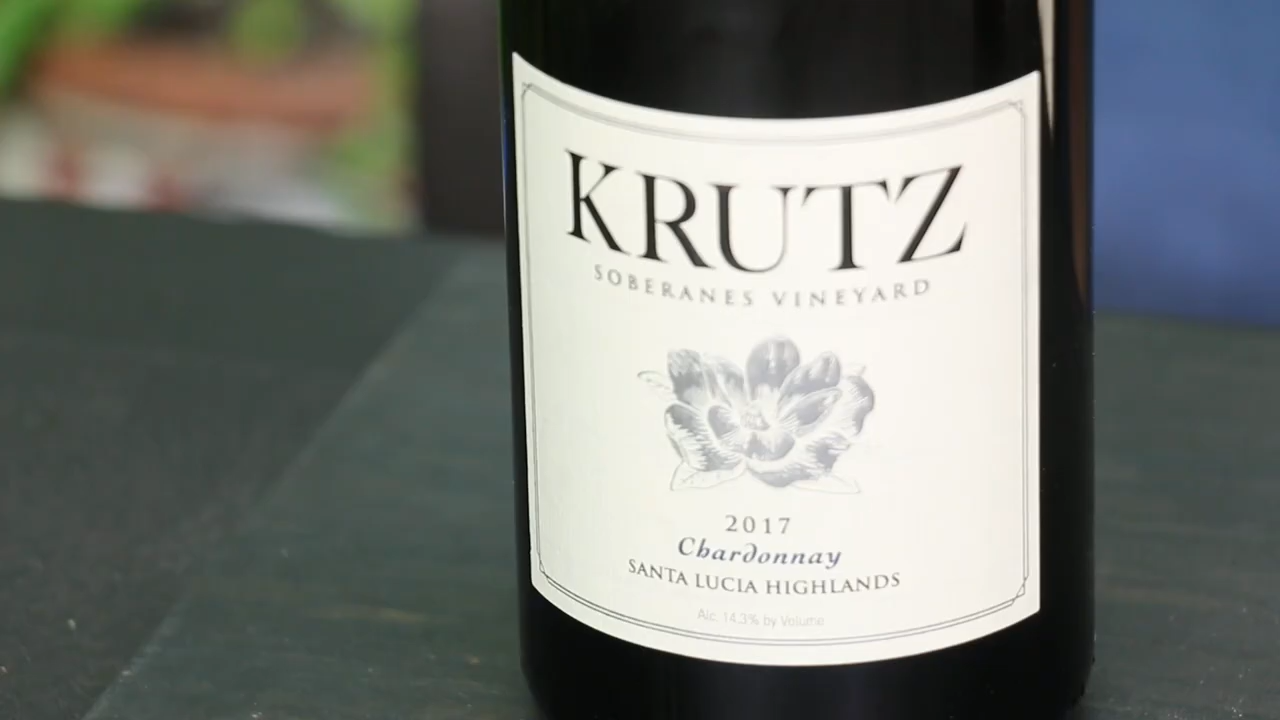 KRUTZ
SOBERANES VINEYARD
2017
Chardonnay
SANTA LUCIA HIGHLANDS
Alc. 14.3% by Volume